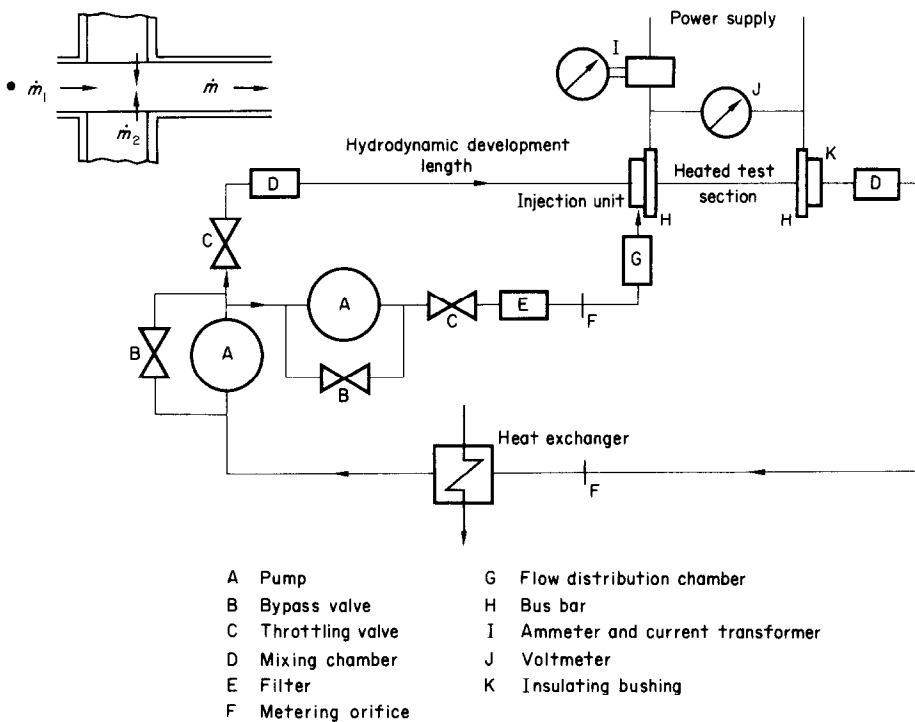 Power supply
I
ṁ₁
ṁ
ṁ₂
J
Hydrodynamic development
length
K
D
Injection unit
Heated test
section
D
H
H
C
G
A
E
C
F
B
A
B
Heat exchanger
F
A Pump
B Bypass valve
C Throttling valve
D Mixing chamber
E Filter
F Metering orifice
G Flow distribution chamber
H Bus bar
I Ammeter and current transformer
J Voltmeter
K Insulating bushing